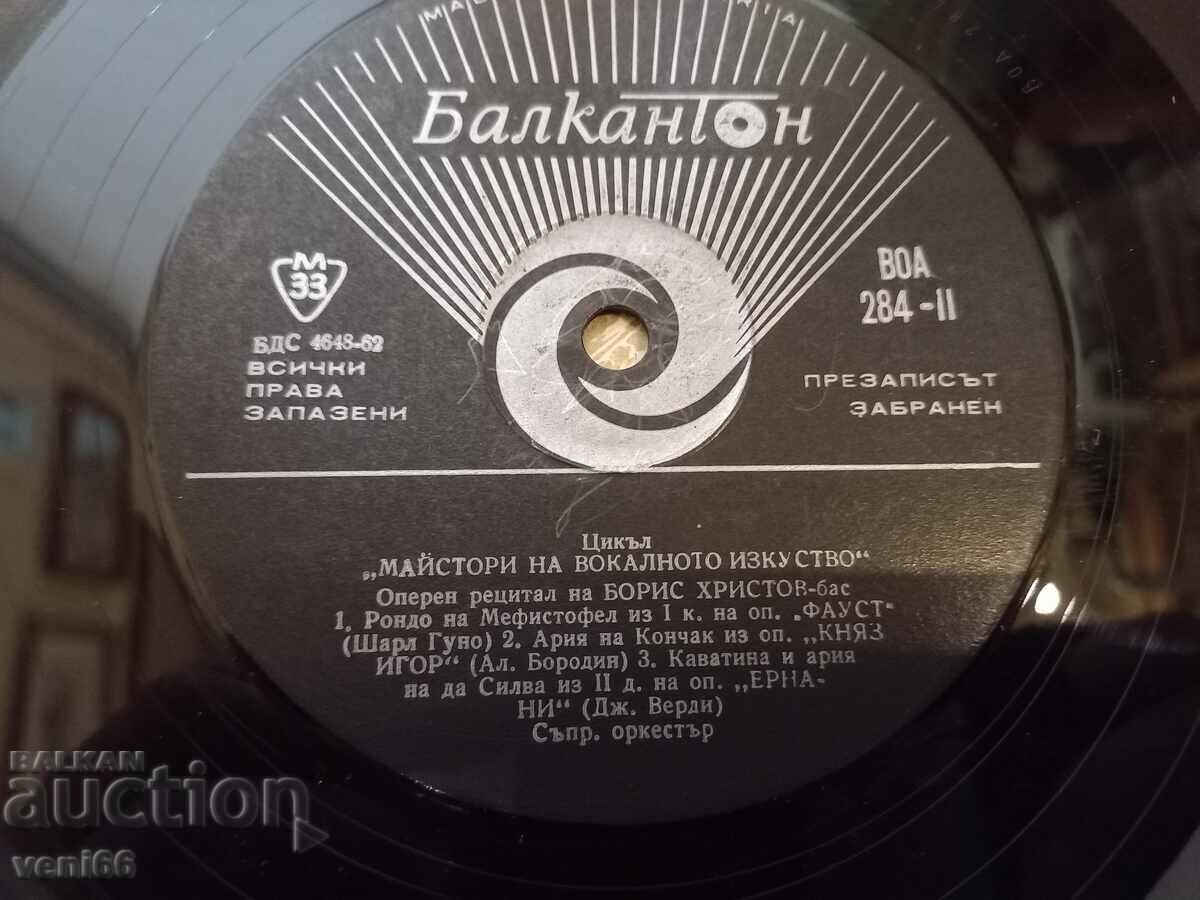 Балкантон
М
33
БДС 4648-62
ВСИЧКИ
ПРАВА
ЗАПАЗЕНИ
ВОА
284-II
ПРЕЗАПИСЪТ
ЗАБРАНЕН
Цикъл
„МАЙСТОРИ НА ВОКАЛНОТО ИЗКУСТВО“
Оперен рецитал на БОРИС ХРИСТОВ-бас
1. Рондо на Мефистофел из I к. на оп. „ФАУСТ“
(Шарл Гуно) 2. Ария на Кончак из оп. „КНЯЗ
ИГОР“ (Ал. Бородин) 3. Каватина и ария
на да Силва из II д. на оп. „ЕРНА-
НИ“ (Дж. Верди)
Съпр. оркестър
BALKAN
auction
veni66